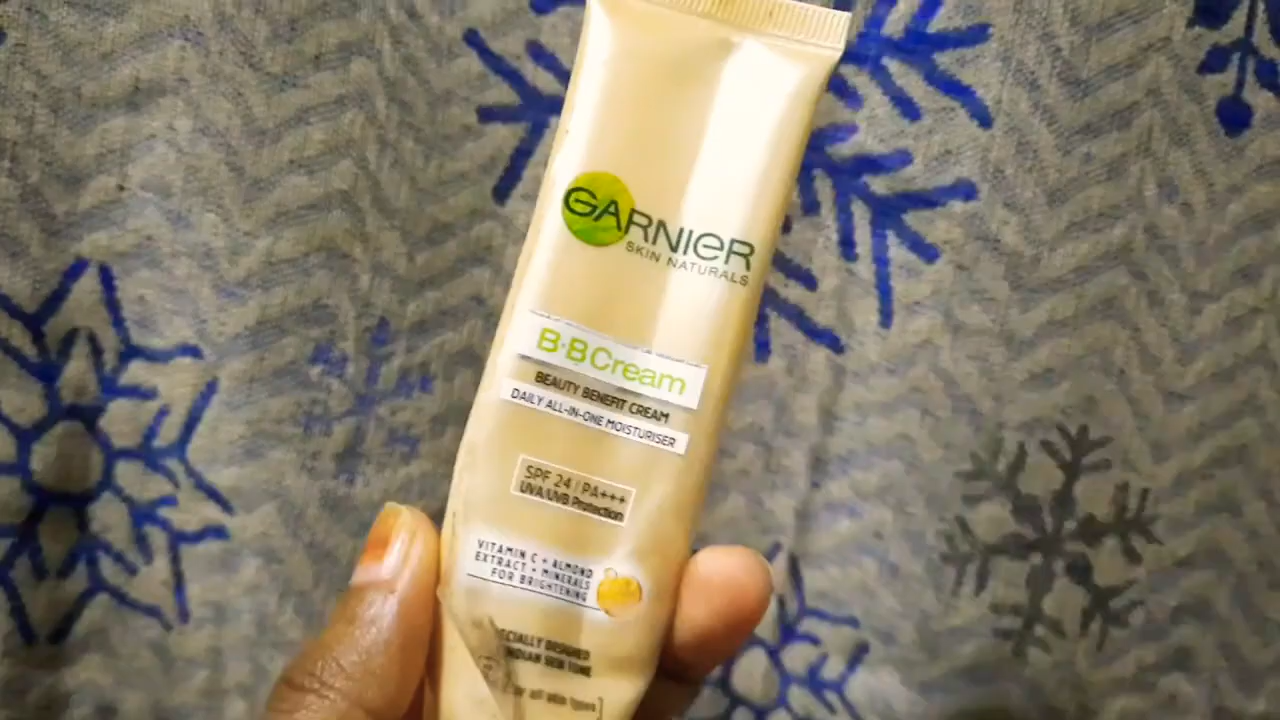 GARNIER
SKIN NATURALS
B·B Cream
BEAUTY BENEFIT CREAM
DAILY ALL-IN-ONE MOISTURISER
SPF 24 | PA+++
UVA/UVB Protection
VITAMIN C + ALMOND
EXTRACT + MINERALS
FOR BRIGHTENING
DESIGNED
INDIAN SKIN TONE
all skin types]